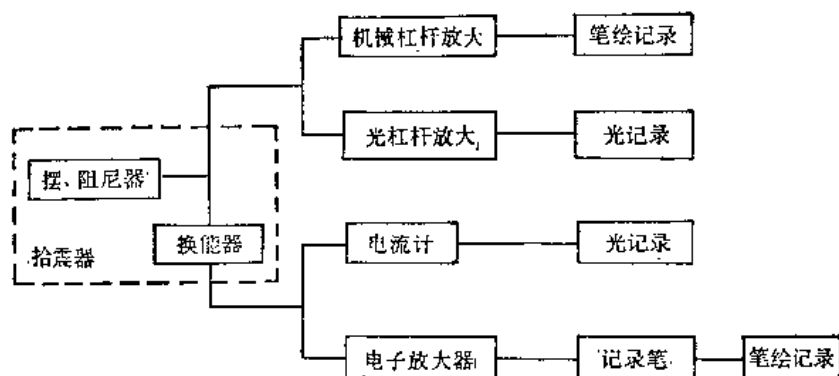 机械杠杆放大
笔绘记录
光杠杆放大
光记录
摆、阻尼器
拾震器
换能器
电流计
光记录
电子放大器
记录笔
笔绘记录